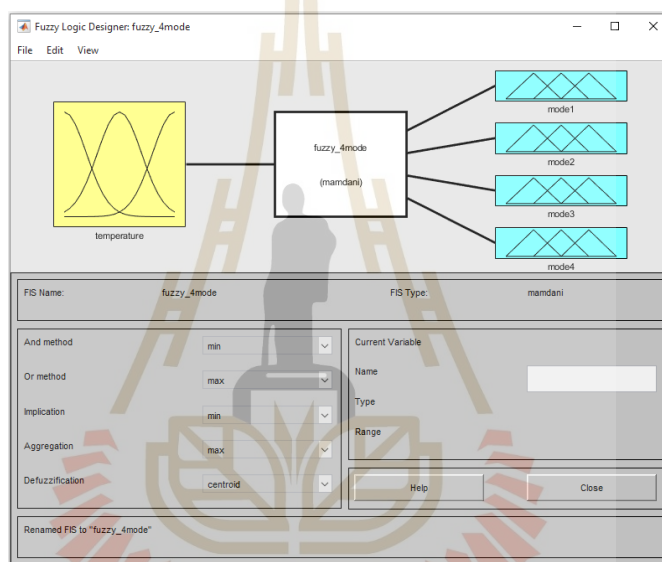 Fuzzy Logic Designer: fuzzy_4mode
File Edit View
mode1
fuzzy_4mode
mode2
(mamdani)
mode3
temperature
mode4
FIS Name: fuzzy_4mode FIS Type: mamdani
And method min
Or method max
Implication min
Aggregation max
Defuzzification centroid
Current Variable
Name
Type
Range
Help Close
Renamed FIS to "fuzzy_4mode"